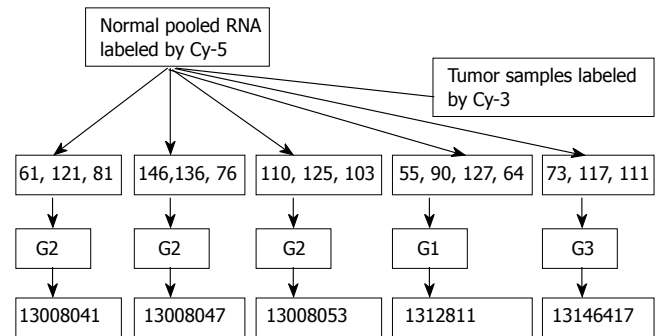 Normal pooled RNA
labeled by Cy-5
Tumor samples labeled
by Cy-3
61, 121, 81
146,136, 76
110, 125, 103
55, 90, 127, 64
73, 117, 111
G2
G2
G2
G1
G3
13008041
13008047
13008053
1312811
13146417